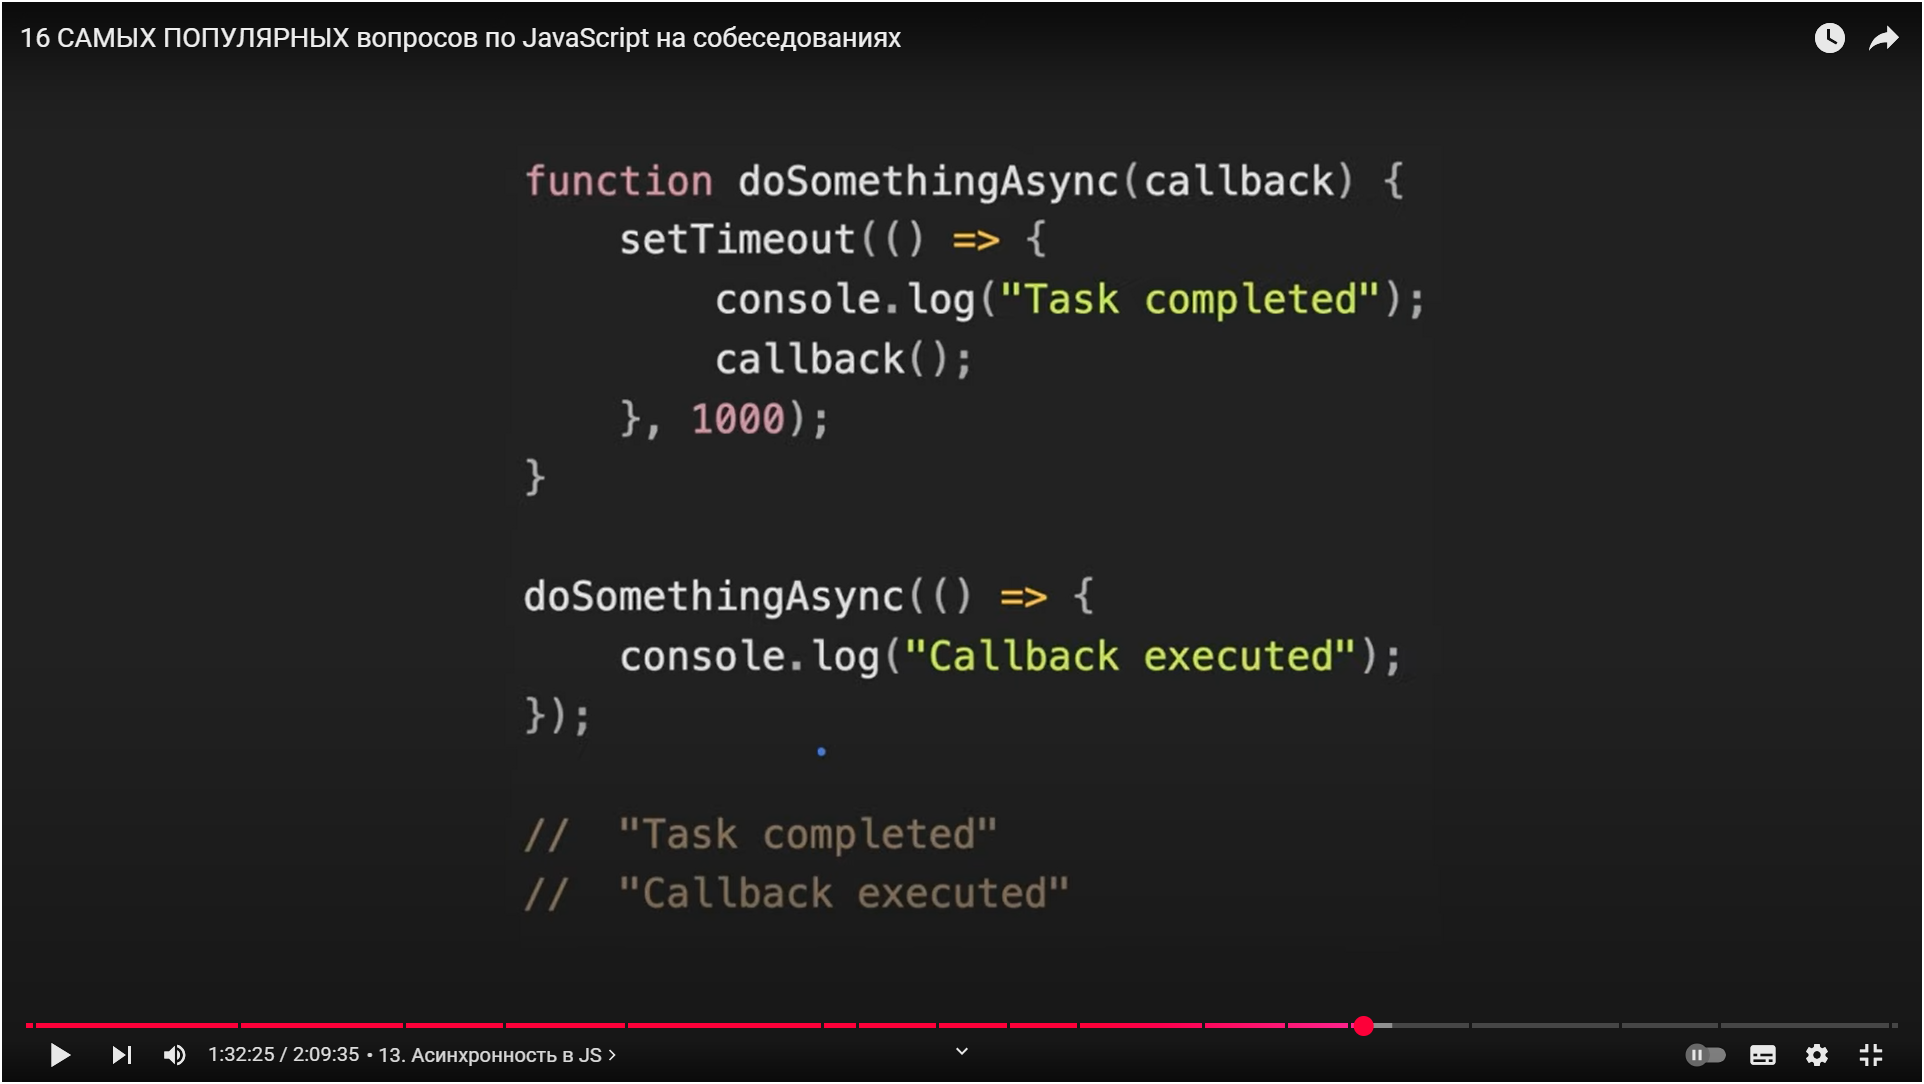 16 САМЫХ ПОПУЛЯРНЫХ вопросов по JavaScript на собеседованиях
function doSomethingAsync(callback) {
    setTimeout(() => {
        console.log("Task completed");
        callback();
    }, 1000);
}
doSomethingAsync(() => {
    console.log("Callback executed");
});
//  "Task completed"
//  "Callback executed"
1:32:25 / 2:09:35 • 13. Асинхронность в JS ›